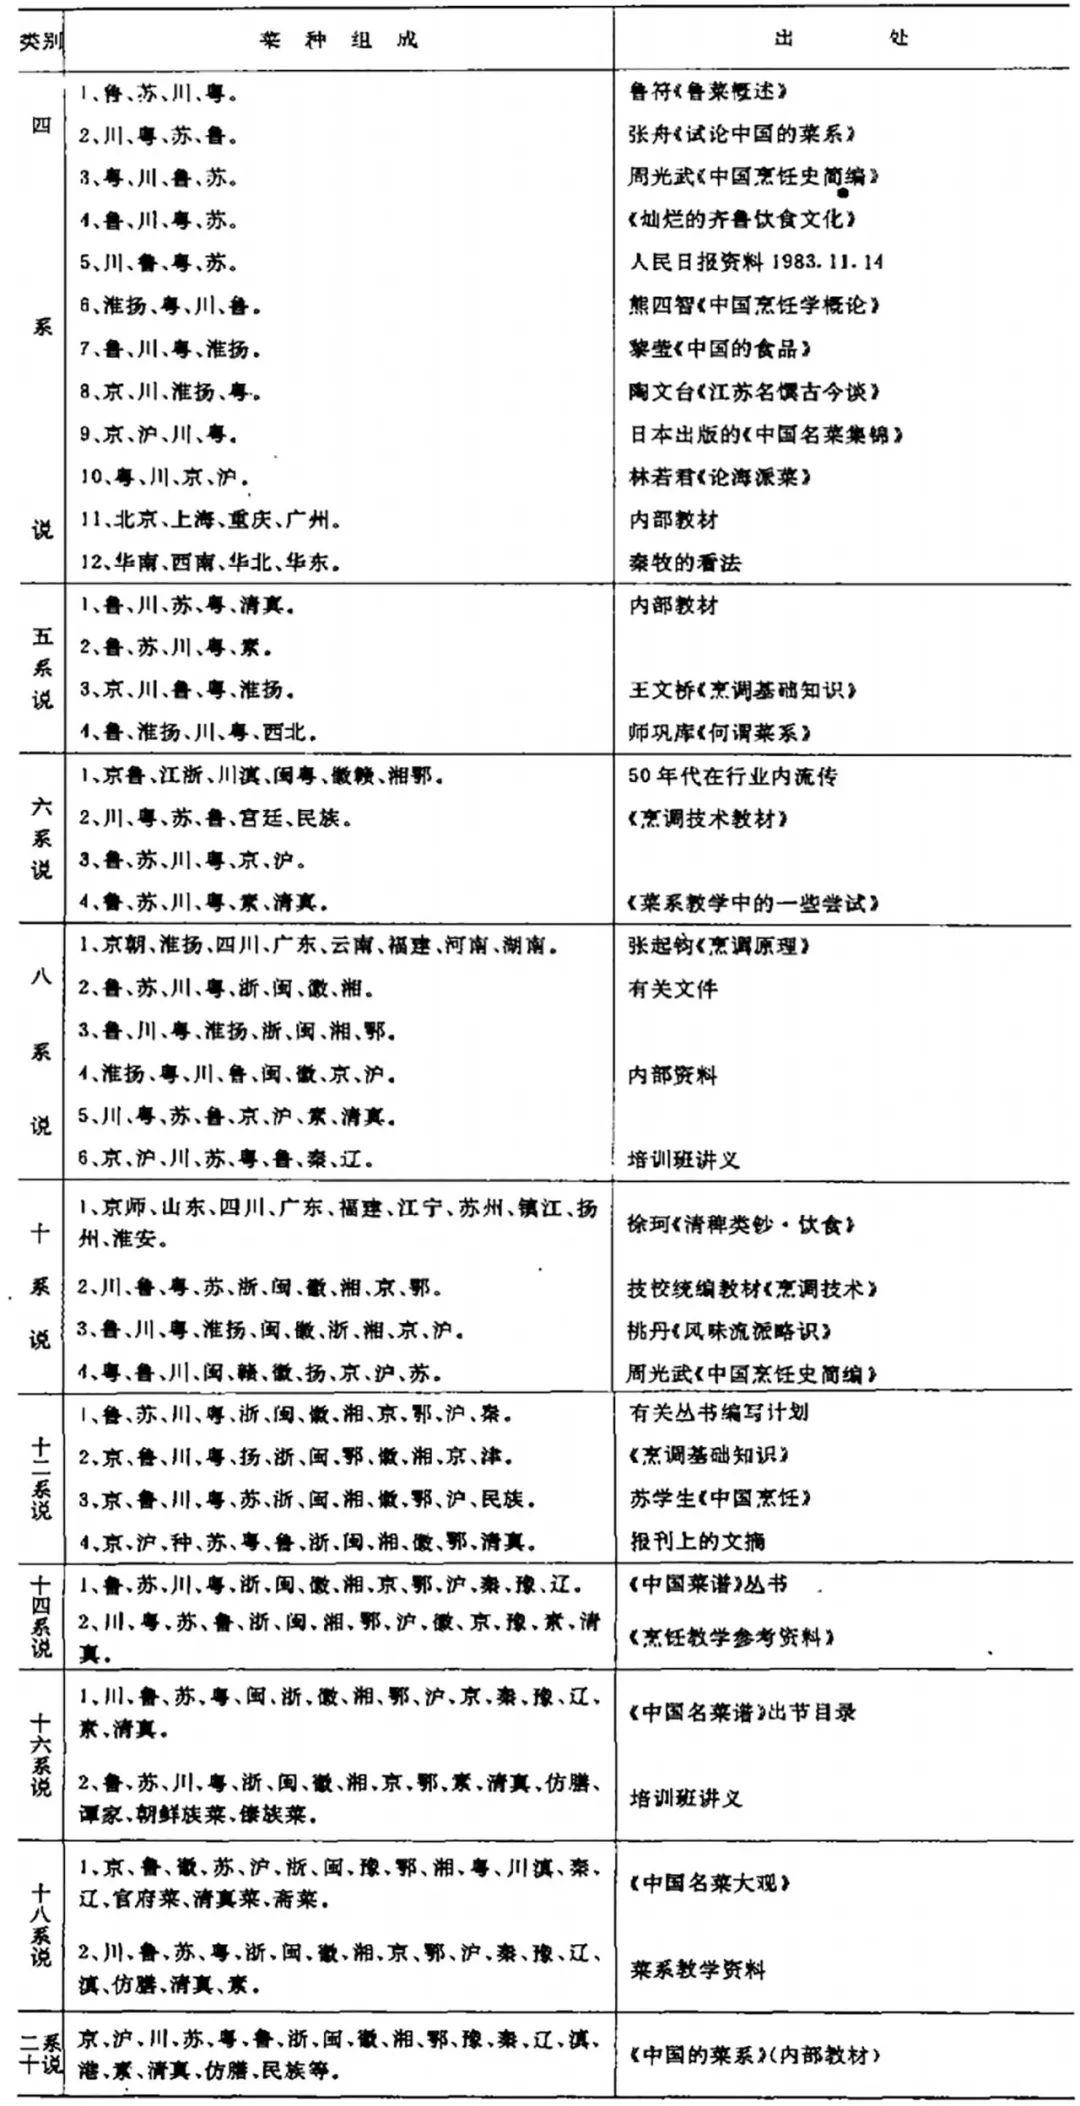 类别 菜种组成 出处
四系说
1、鲁、苏、川、粤。 鲁符《鲁菜概述》
2、川、粤、苏、鲁。 张舟《试论中国的菜系》
3、粤、川、鲁、苏。 周光武《中国烹饪史简编》
4、鲁、川、粤、苏。 《灿烂的齐鲁饮食文化》
5、川、鲁、粤、苏。 人民日报资料 1983.11.14
6、淮扬、粤、川、鲁。 熊四智《中国烹饪学概论》
7、鲁、川、粤、淮扬。 黎莹《中国的食品》
8、京、川、淮扬、粤。 陶文台《江苏名馔古今谈》
9、京、沪、川、粤。 日本出版的《中国名菜集锦》
10、粤、川、京、沪。 林若君《论海派菜》
11、北京、上海、重庆、广州。 内部教材
12、华南、西南、华北、华东。 秦牧的看法
五系说
1、鲁、川、苏、粤、清真。 内部教材
2、鲁、苏、川、粤、素。
3、京、川、鲁、粤、淮扬。 王文桥《烹调基础知识》
4、鲁、淮扬、川、粤、西北。 师巩库《何谓菜系》
六系说
1、京鲁、江浙、川滇、闽粤、徽赣、湘鄂。 50年代在行业内流传
2、川、粤、苏、鲁、宫廷、民族。 《烹调技术教材》
3、鲁、苏、川、粤、京、沪。
4、鲁、苏、川、粤、素、清真。 《菜系教学中的一些尝试》
八系说
1、京朝、淮扬、四川、广东、云南、福建、河南、湖南。 张起钧《烹调原理》
2、鲁、苏、川、粤、浙、闽、徽、湘。 有关文件
3、鲁、川、粤、淮扬、浙、闽、湘、鄂。
4、淮扬、粤、川、鲁、闽、徽、京、沪。 内部资料
5、川、粤、苏、鲁、京、沪、素、清真。
6、京、沪、川、苏、粤、鲁、秦、辽。 培训班讲义
十系说
1、京师、山东、四川、广东、福建、江宁、苏州、镇江、扬
州、淮安。 徐珂《清稗类钞·饮食》
2、川、鲁、粤、苏、浙、闽、徽、湘、京、鄂。 技校统编教材《烹调技术》
3、鲁、川、粤、淮扬、闽、徽、浙、湘、京、沪。 桃丹《风味流派略识》
4、粤、鲁、川、闽、赣、徽、扬、京、沪、苏。 周光武《中国烹饪史简编》
十二系说
1、鲁、苏、川、粤、浙、闽、徽、湘、京、鄂、沪、秦。 有关丛书编写计划
2、京、鲁、川、粤、扬、浙、闽、鄂、徽、湘、京、津。 《烹调基础知识》
3、京、鲁、川、粤、苏、浙、闽、湘、徽、鄂、沪、民族。 苏学生《中国烹饪》
4、京、沪、种、苏、粤、鲁、浙、闽、湘、徽、鄂、清真。 报刊上的文摘
十四系说
1、鲁、苏、川、粤、浙、闽、徽、湘、京、鄂、沪、秦、豫、辽。 《中国菜谱》丛书
2、川、粤、苏、鲁、浙、闽、湘、鄂、沪、徽、京、豫、素、清
真。 《烹饪教学参考资料》
十六系说
1、川、鲁、苏、粤、闽、浙、徽、湘、鄂、沪、京、秦、豫、辽、
素、清真。 《中国名菜谱》出节目录
2、鲁、苏、川、粤、浙、闽、徽、湘、京、鄂、素、清真、仿膳、
谭家、朝鲜族菜、傣族菜。 培训班讲义
十八系说
1、京、鲁、徽、苏、沪、浙、闽、豫、鄂、湘、粤、川滇、秦、
辽、官府菜、清真菜、斋菜。 《中国名菜大观》
2、川、鲁、苏、粤、浙、闽、徽、湘、京、鄂、沪、秦、豫、辽、
滇、仿膳、清真、素。 菜系教学资料
二十系说
京、沪、川、苏、粤、鲁、浙、闽、徽、湘、鄂、豫、秦、辽、滇、
港、素、清真、仿膳、民族等。 《中国的菜系》(内部教材)